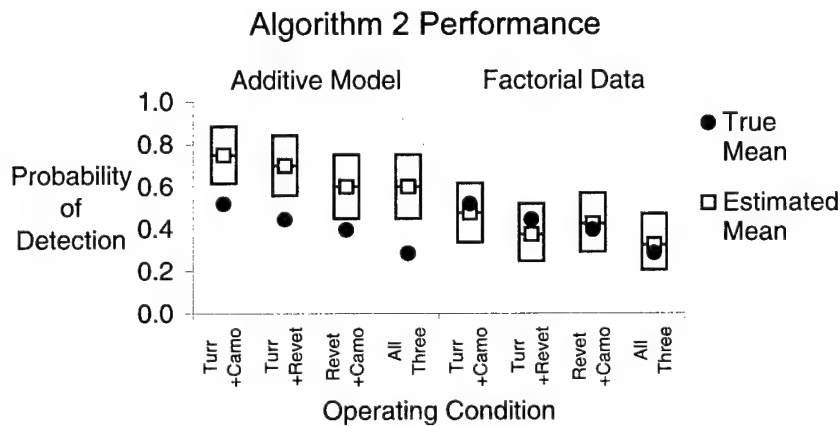 Algorithm 2 Performance
Additive Model
Factorial Data
1.0
0.8
0.6
0.4
0.2
0.0
Probability
of
Detection
True
Mean
Estimated
Mean
Turr
+Camo
Turr
+Revet
Revet
+Camo
All
Three
Turr
+Camo
Turr
+Revet
Revet
+Camo
All
Three
Operating Condition